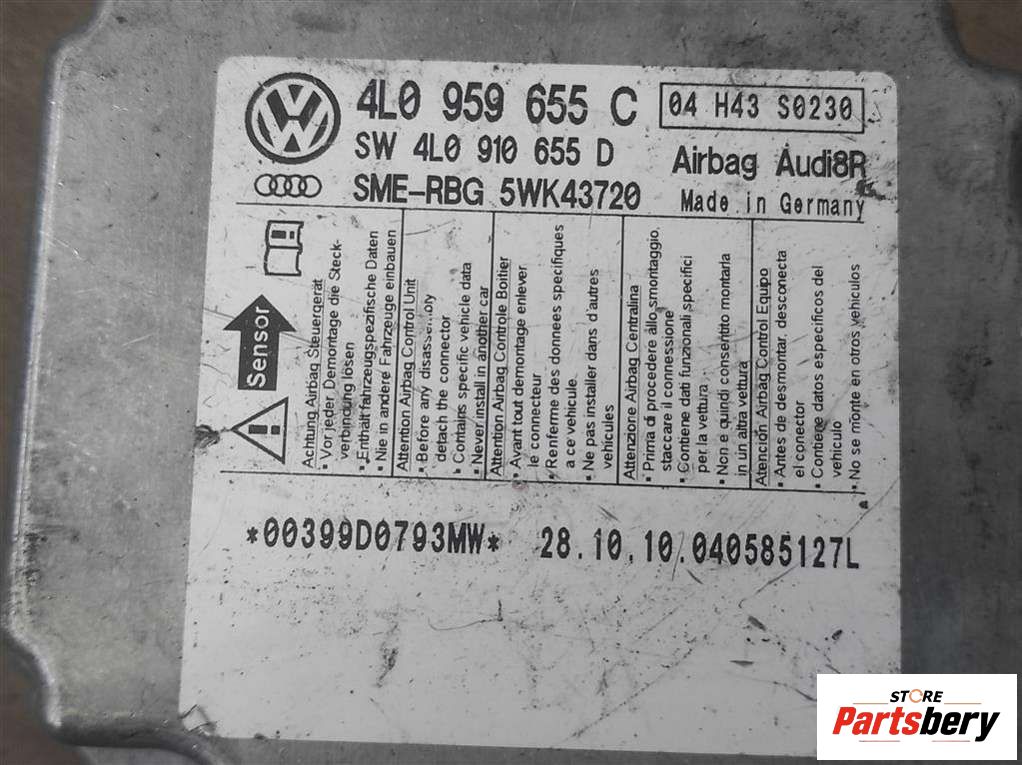 4L0 959 655 C
04 H43 S0230
SW 4L0 910 655 D
Airbag Audi8R
SME-RBG 5WK43720
Made in Germany
Sensor
Achtung Airbag Steuergerät
• Vor jeder Demontage die Steck-
verbindung lösen
• Enthält fahrzeugspezifische Daten
• Nie in andere Fahrzeuge einbauen
Attention Airbag Control Unit
• Before any disassembly
detach the connector
• Contains specific vehicle data
• Never install in another car
Attention Airbag Controle Boitier
• Avant tout demontage enlever
le connecteur
• Renferme des donnees specifiques
a ce vehicule
• Ne pas installer dans d'autres
vehicules
Attenzione Airbag Centralina
• Prima di procedere allo smontaggio,
staccare il connessione
• Contiene dati funzionali specifici
per la vettura
• Non e quindi consentito montarla
in un altra vettura
Atención Airbag Control Equipo
• Antes de desmontar, desconecta
el conector
• Contiene datos especificos del
vehiculo
• No se monte en otros vehiculos
*00399D0793MW*
28.10.10.040585127L
STORE
Partsbery